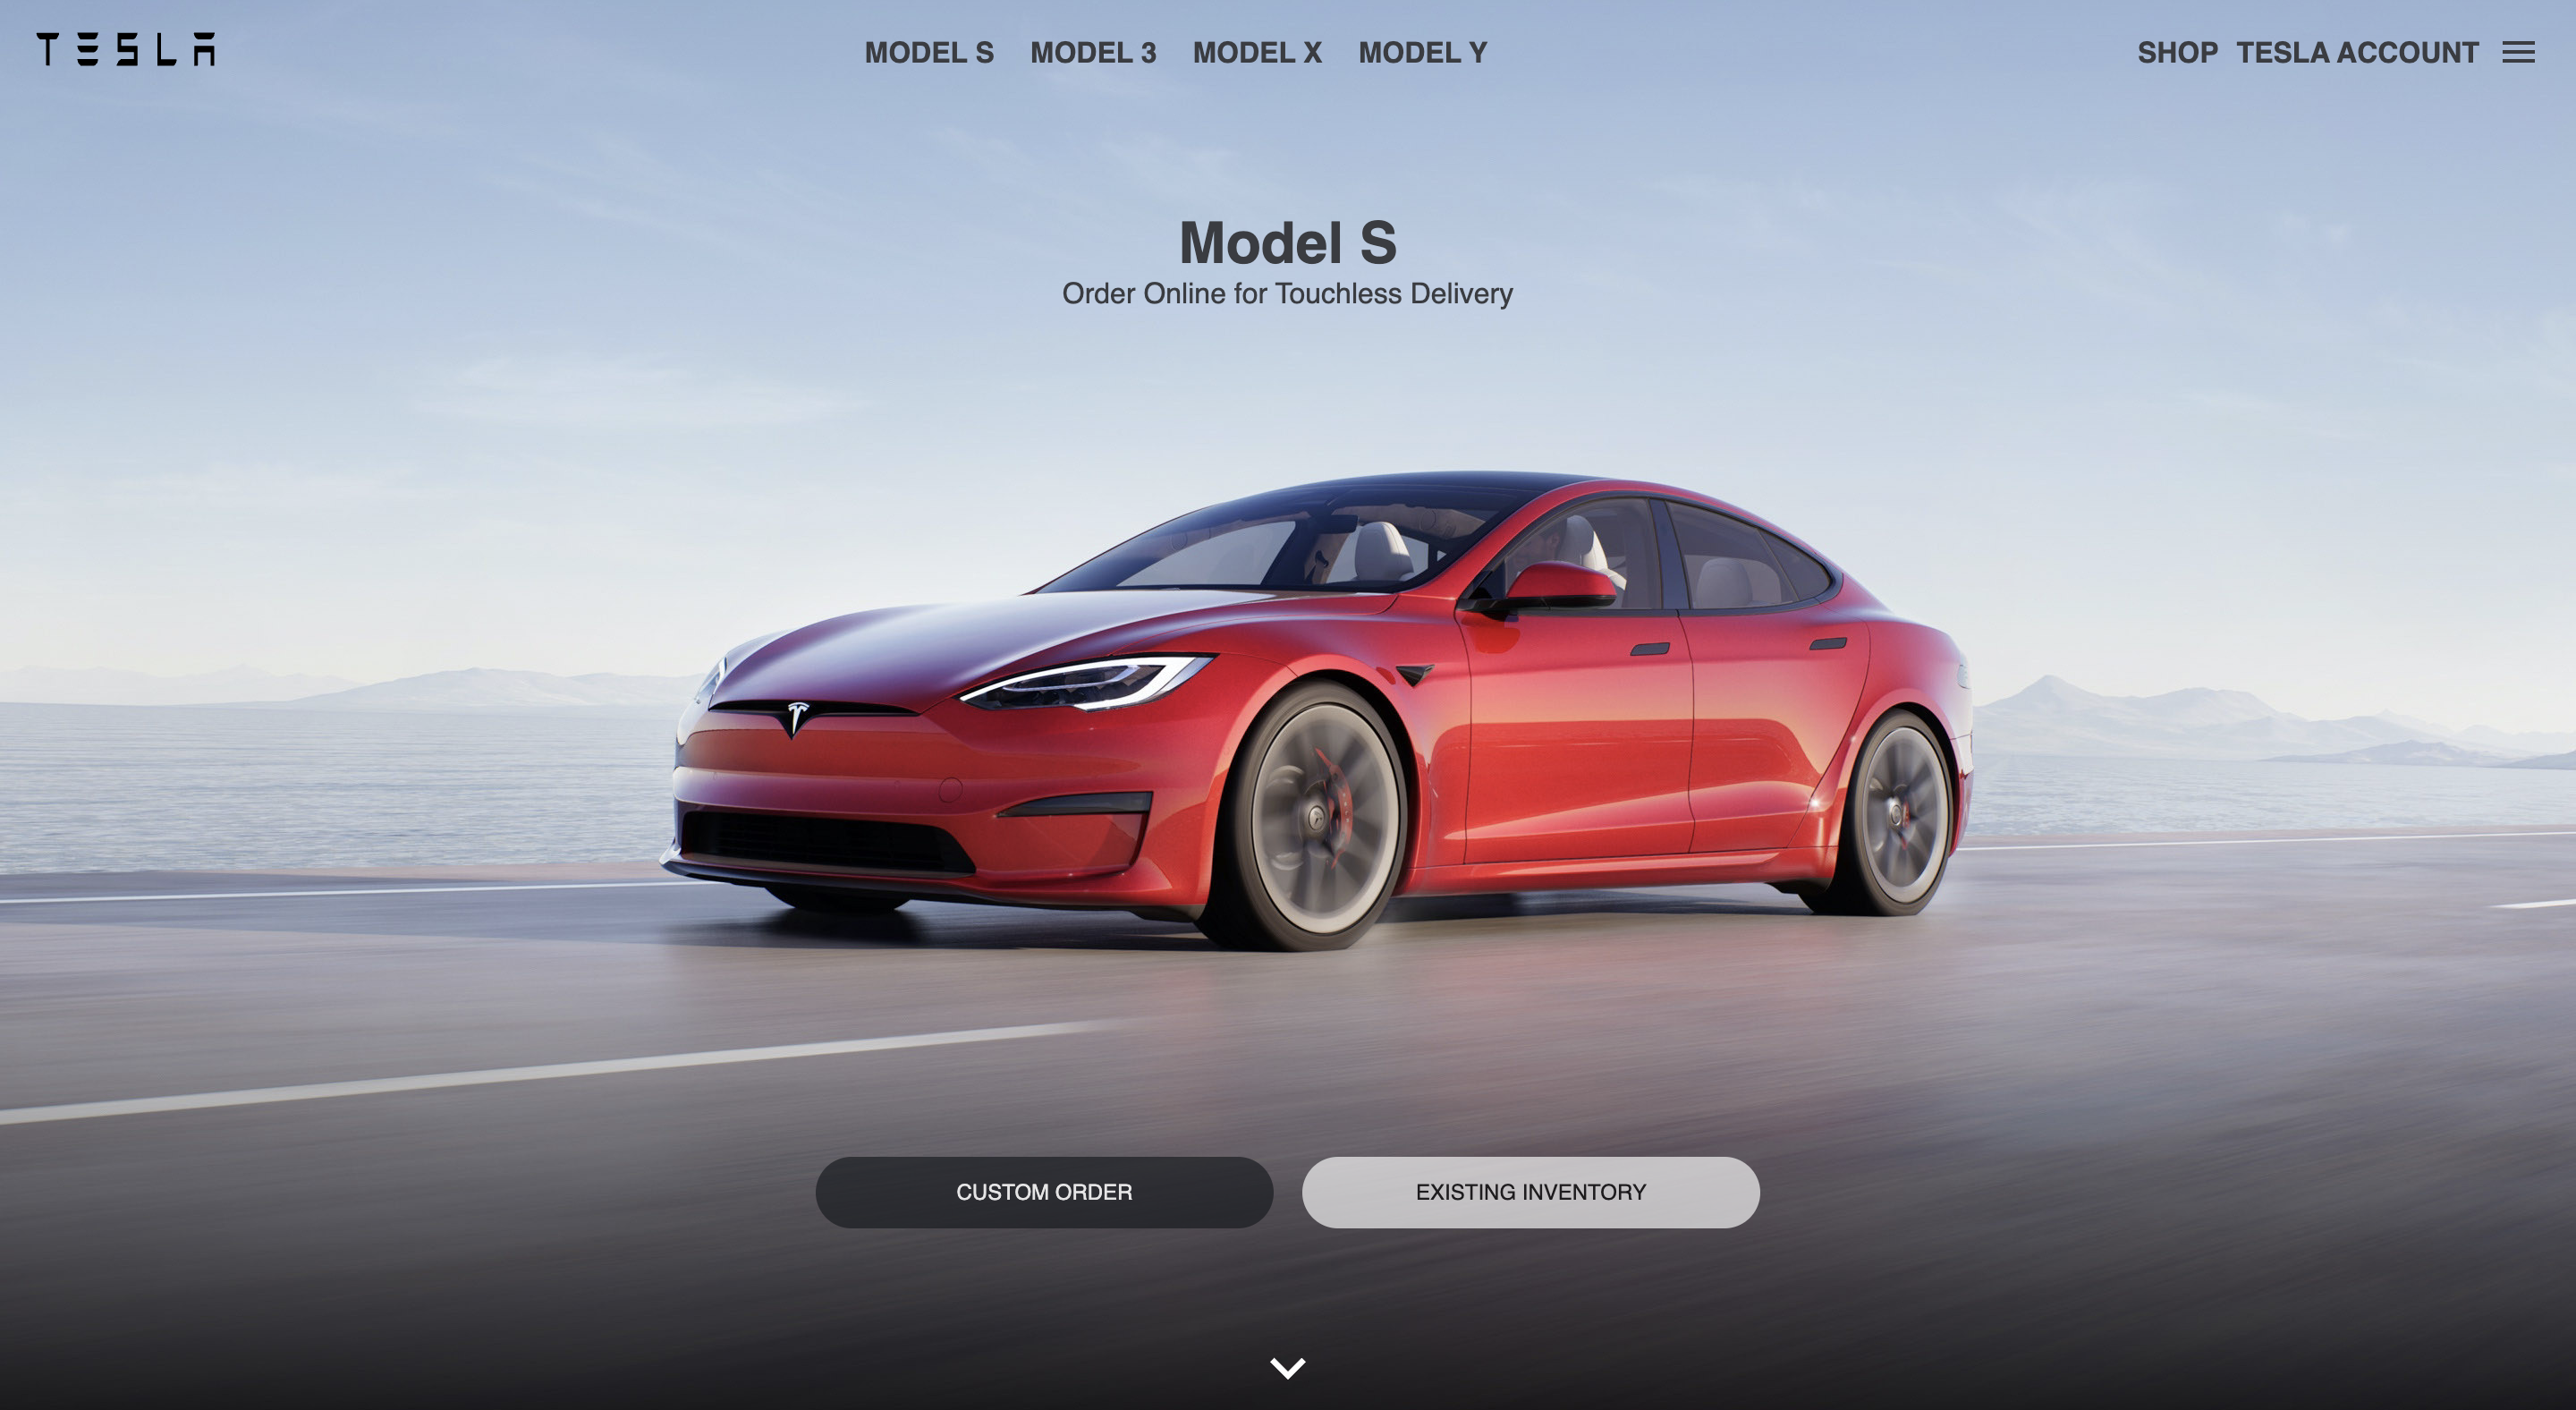 TESLA
MODEL S MODEL 3 MODEL X MODEL Y
SHOP TESLA ACCOUNT
Model S
Order Online for Touchless Delivery
CUSTOM ORDER
EXISTING INVENTORY